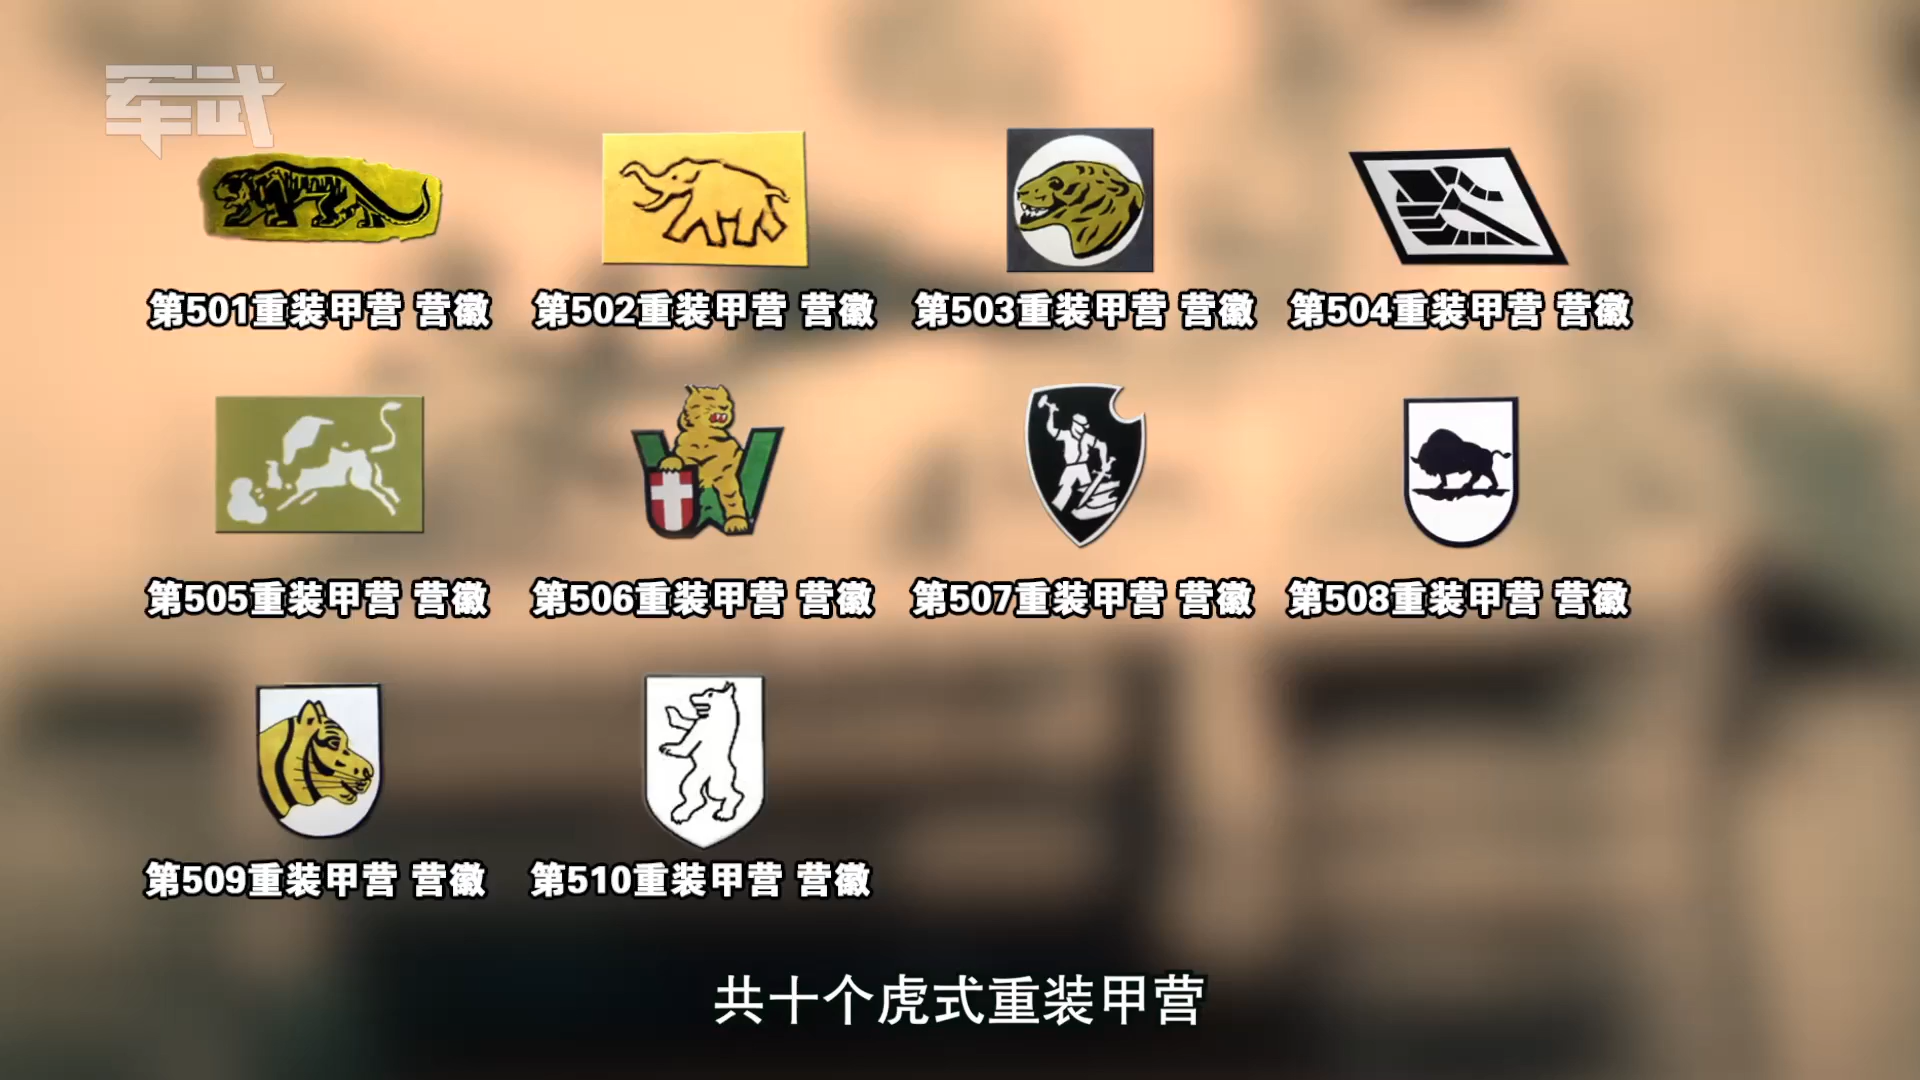 军武
第501重装甲营 营徽
第502重装甲营 营徽
第503重装甲营 营徽
第504重装甲营 营徽
第505重装甲营 营徽
第506重装甲营 营徽
第507重装甲营 营徽
第508重装甲营 营徽
第509重装甲营 营徽
第510重装甲营 营徽
共十个虎式重装甲营